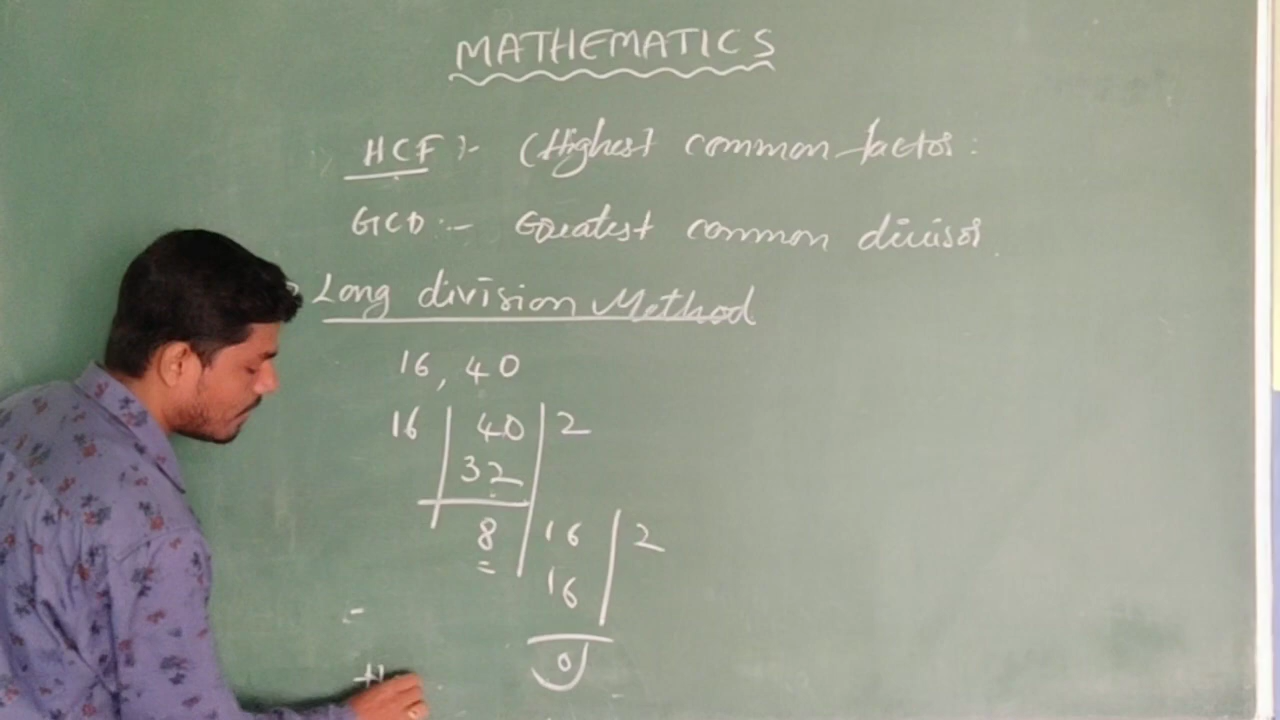 MATHEMATICS
HCF :- (Highest common factor :
GCD :- Greatest common divisor.
Long division Method
16, 40
16 | 40 | 2
32
8 | 16 | 2
16
0
H